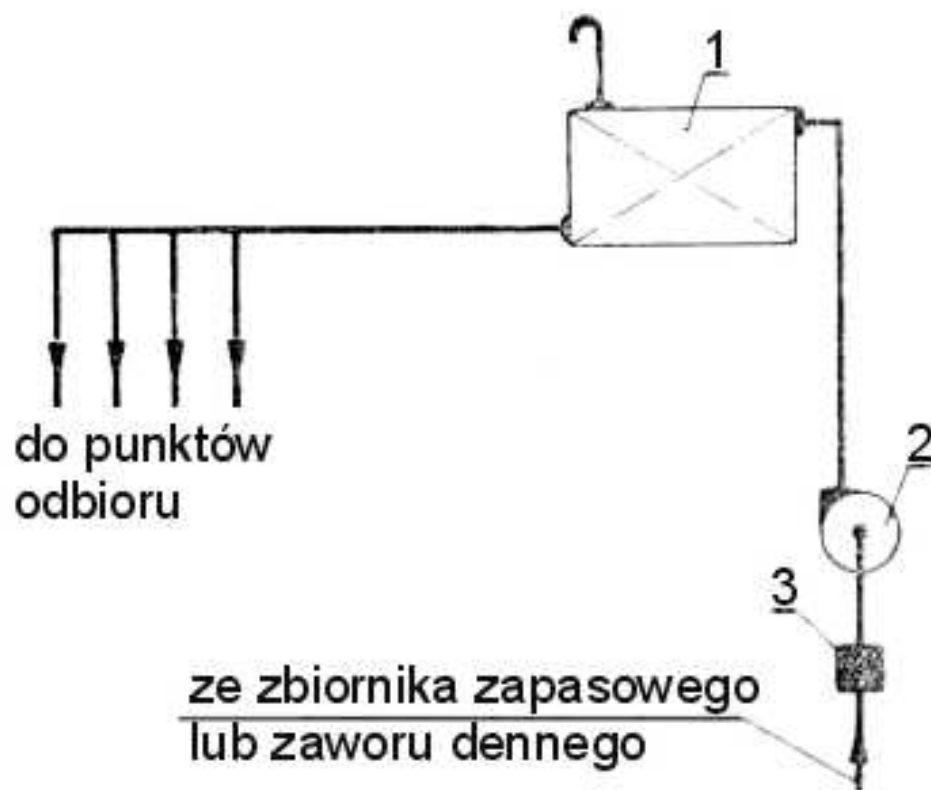 1
do punktów
odbioru
2
3
ze zbiornika zapasowego
lub zaworu dennego